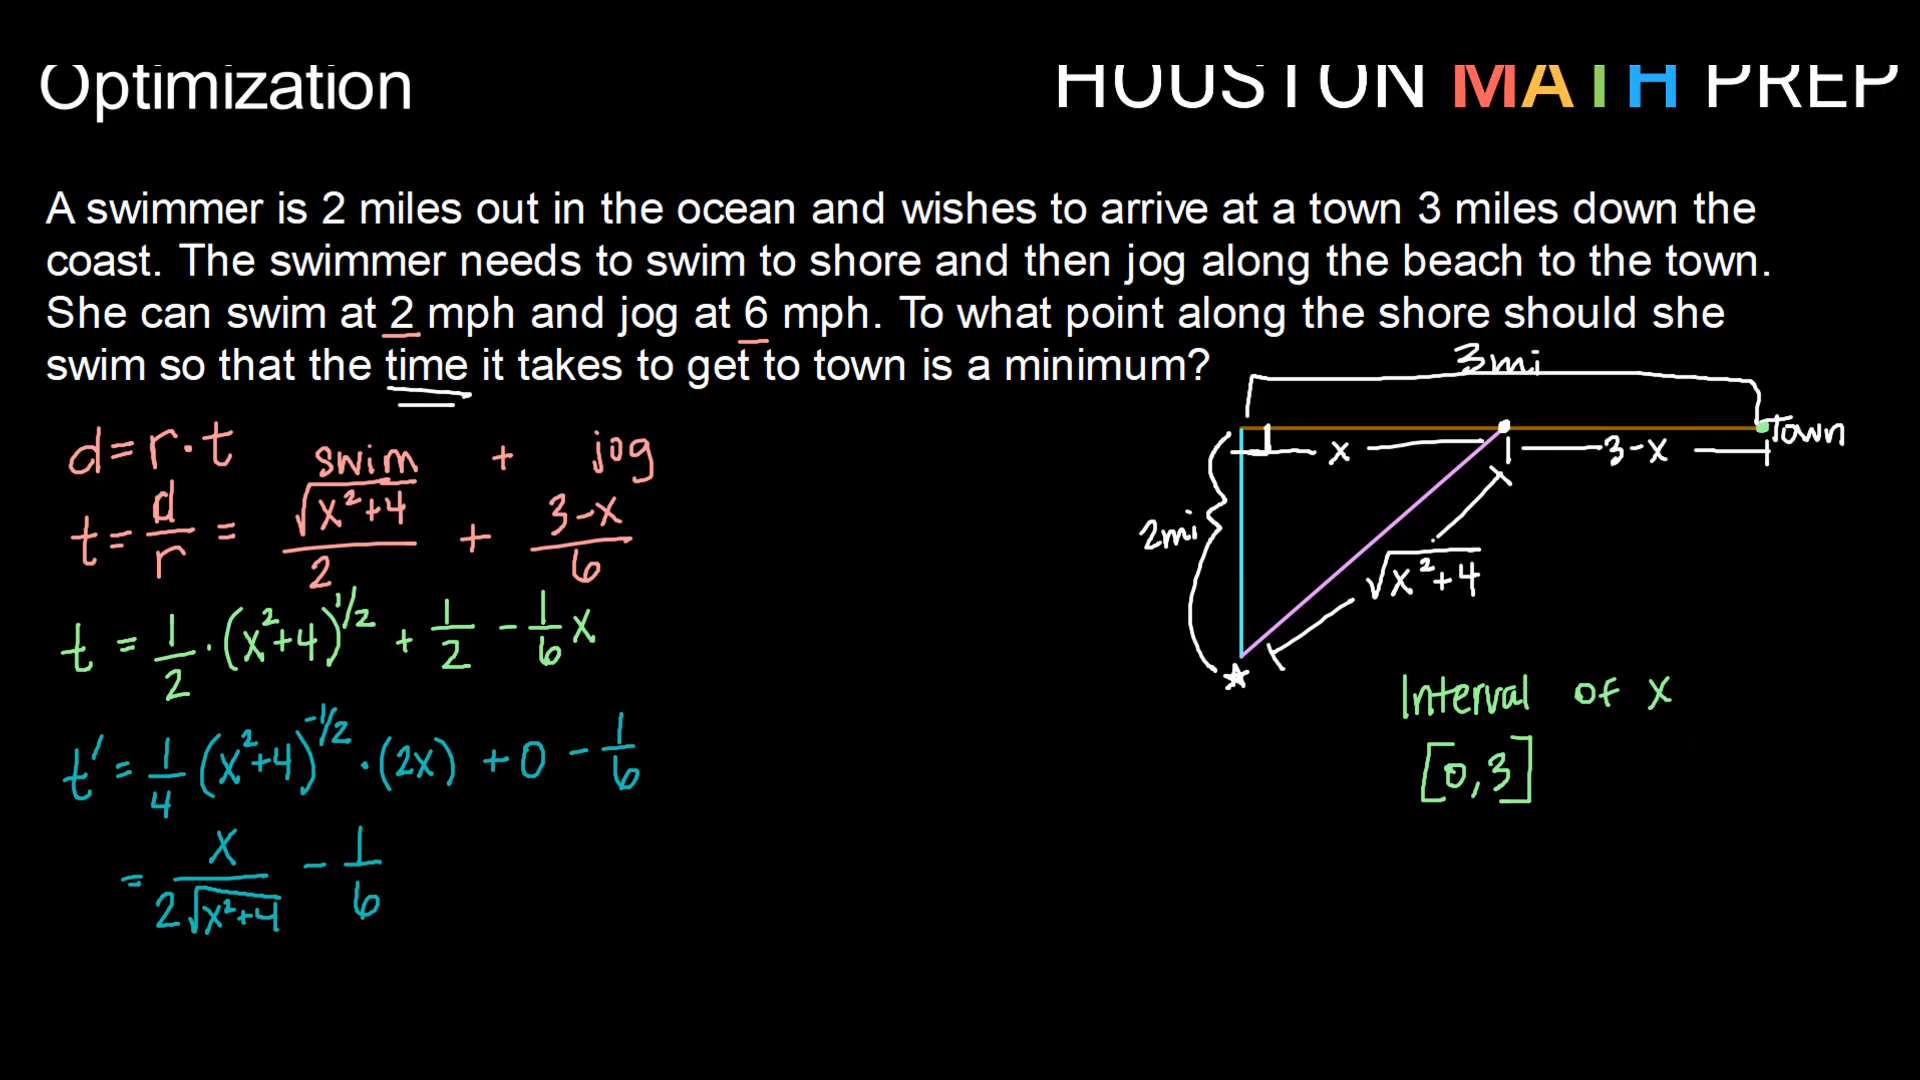 Optimization
HOUSTON MATH PREP
A swimmer is 2 miles out in the ocean and wishes to arrive at a town 3 miles down the
coast. The swimmer needs to swim to shore and then jog along the beach to the town.
She can swim at 2 mph and jog at 6 mph. To what point along the shore should she
swim so that the time it takes to get to town is a minimum?
3mi
Town
x
3-x
2mi
√(x²+4)
d=r·t
swim + jog
t = d/r = √(x²+4)/2 + (3-x)/6
t = 1/2·(x²+4)^1/2 + 1/2 - 1/6 x
t' = 1/4 (x²+4)^-1/2 ·(2x) +0 - 1/6
= x/(2√(x²+4)) - 1/6
Interval of x
[0,3]